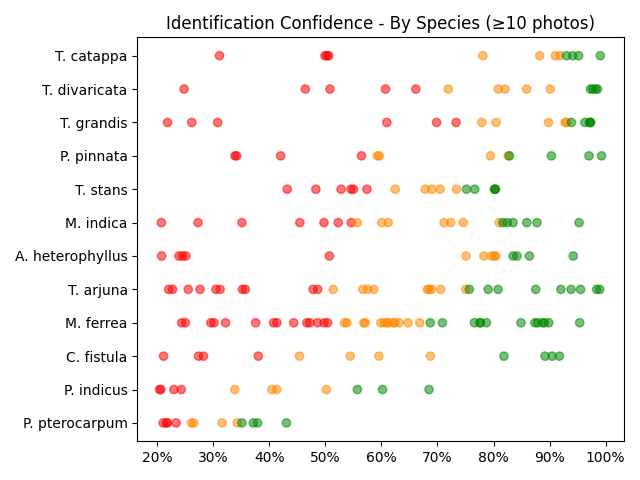 Identification Confidence - By Species (≥10 photos)
T. catappa
T. divaricata
T. grandis
P. pinnata
T. stans
M. indica
A. heterophyllus
T. arjuna
M. ferrea
C. fistula
P. indicus
P. pterocarpum
20% 30% 40% 50% 60% 70% 80% 90% 100%